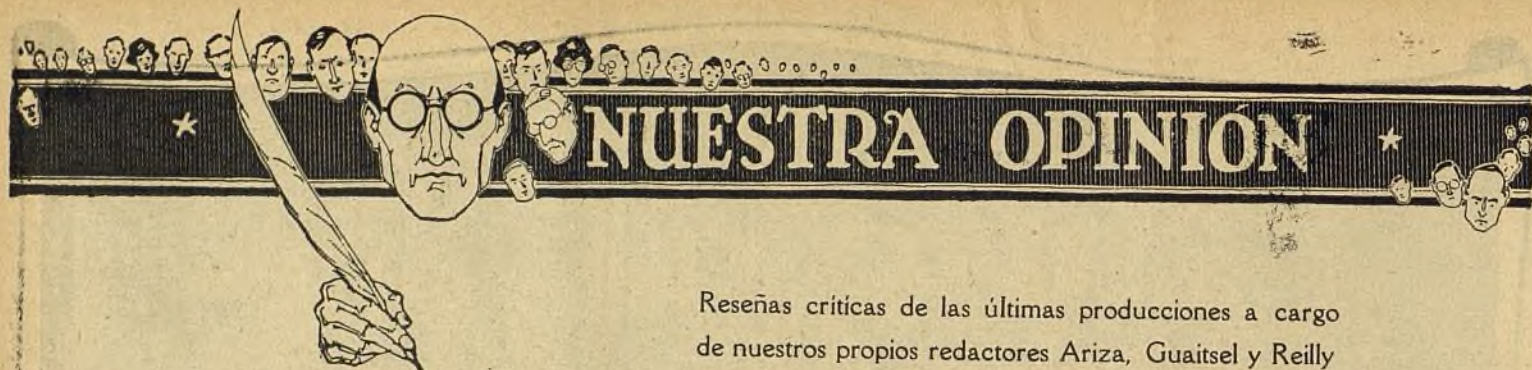 NUESTRA OPINIÓN
Reseñas críticas de las últimas producciones a cargo
de nuestros propios redactores Ariza, Guaitsel y Reilly